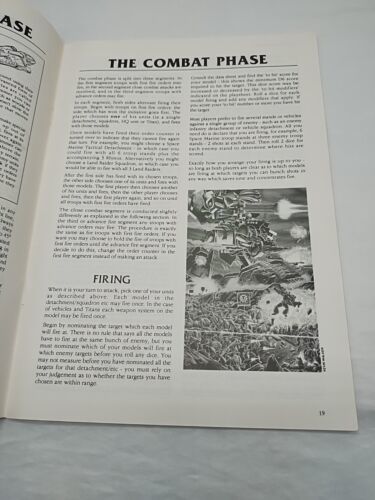 ASE
THE COMBAT PHASE
The combat phase is split into three segments. In
the first segment troops with first fire orders may
fire, in the second segment close combat attacks are
resolved, and in the third segment troops with
advance orders may fire.
In each segment, both sides alternate firing their
troops. Begin with troops on first fire orders; the
side which has won the initiative goes first. The
player chooses one of his units (ie a single
detachment, squadron, HQ unit or Titan), and fires
with those models.
Once models have fired their order counter is
turned over to indicate that they cannot fire again
that turn. For example, you might choose a Space
Marine Tactical Detachment - in which case you
could fire with all 6 troop stands plus the
accompanying 3 Rhinos. Alternatively you might
choose a Land Raider Squadron, in which case you
would be able to fire with all 3 Land Raiders.
After the first side has fired with its chosen troops,
the other side chooses one of its units and fires with
those models. The first player then chooses another
of his units and fires, then the other player chooses
and fires, then the first player again, and so on until
all troops with first fire orders have fired.
The close combat segment is conducted slightly
differently as explained in the following section. In
the third or advance fire segment any troops with
advance orders may fire. The procedure is exactly
the same as for troops with first fire orders. If you
want you may choose to hold the fire of troops with
first fire orders until the advance fire segment. If you
decide to do this, change the order counter in the
first fire segment instead of making an attack.
FIRING
When it is your turn to attack, pick one of your units
as described above. Each model in the
detachment/squadron etc may fire once. In the case
of vehicles and Titans each weapon system on the
model may be fired once.
Begin by nominating the target which each model
will fire at. There is no rule that says all the models
have to fire at the same bunch of enemy, but you
must nominate which of your models will fire at
which enemy targets before you roll any dice. You
may not measure before you have nominated all the
targets for that detachment/etc - you must rely on
your judgement as to whether the targets you have
chosen are within range.
Consult the data sheet and find the 'to hit' score for
your model - this shows the minimum D6 score
required to hit the target. This dice score may be
increased or decreased by the 'to hit modifiers'
indicated on the playsheet. Roll a dice for each
model firing and add any modifiers that apply. If
you score your 'to hit' number or more you have hit
the target.
Most players prefer to fire several stands or vehicles
against a single group of enemy - such as an enemy
infantry detachment or vehicle squadron. All you
need do is declare that you are firing, for example, 6
Space Marine troop stands at three enemy troop
stands - 2 shots at each stand. Then roll 2 dice for
each enemy stand to determine where hits are
scored.
Exactly how you arrange your firing is up to you -
so long as both players are clear as to which models
are firing at which targets you can bunch shots in
any way which saves time and concentrates fire.
19